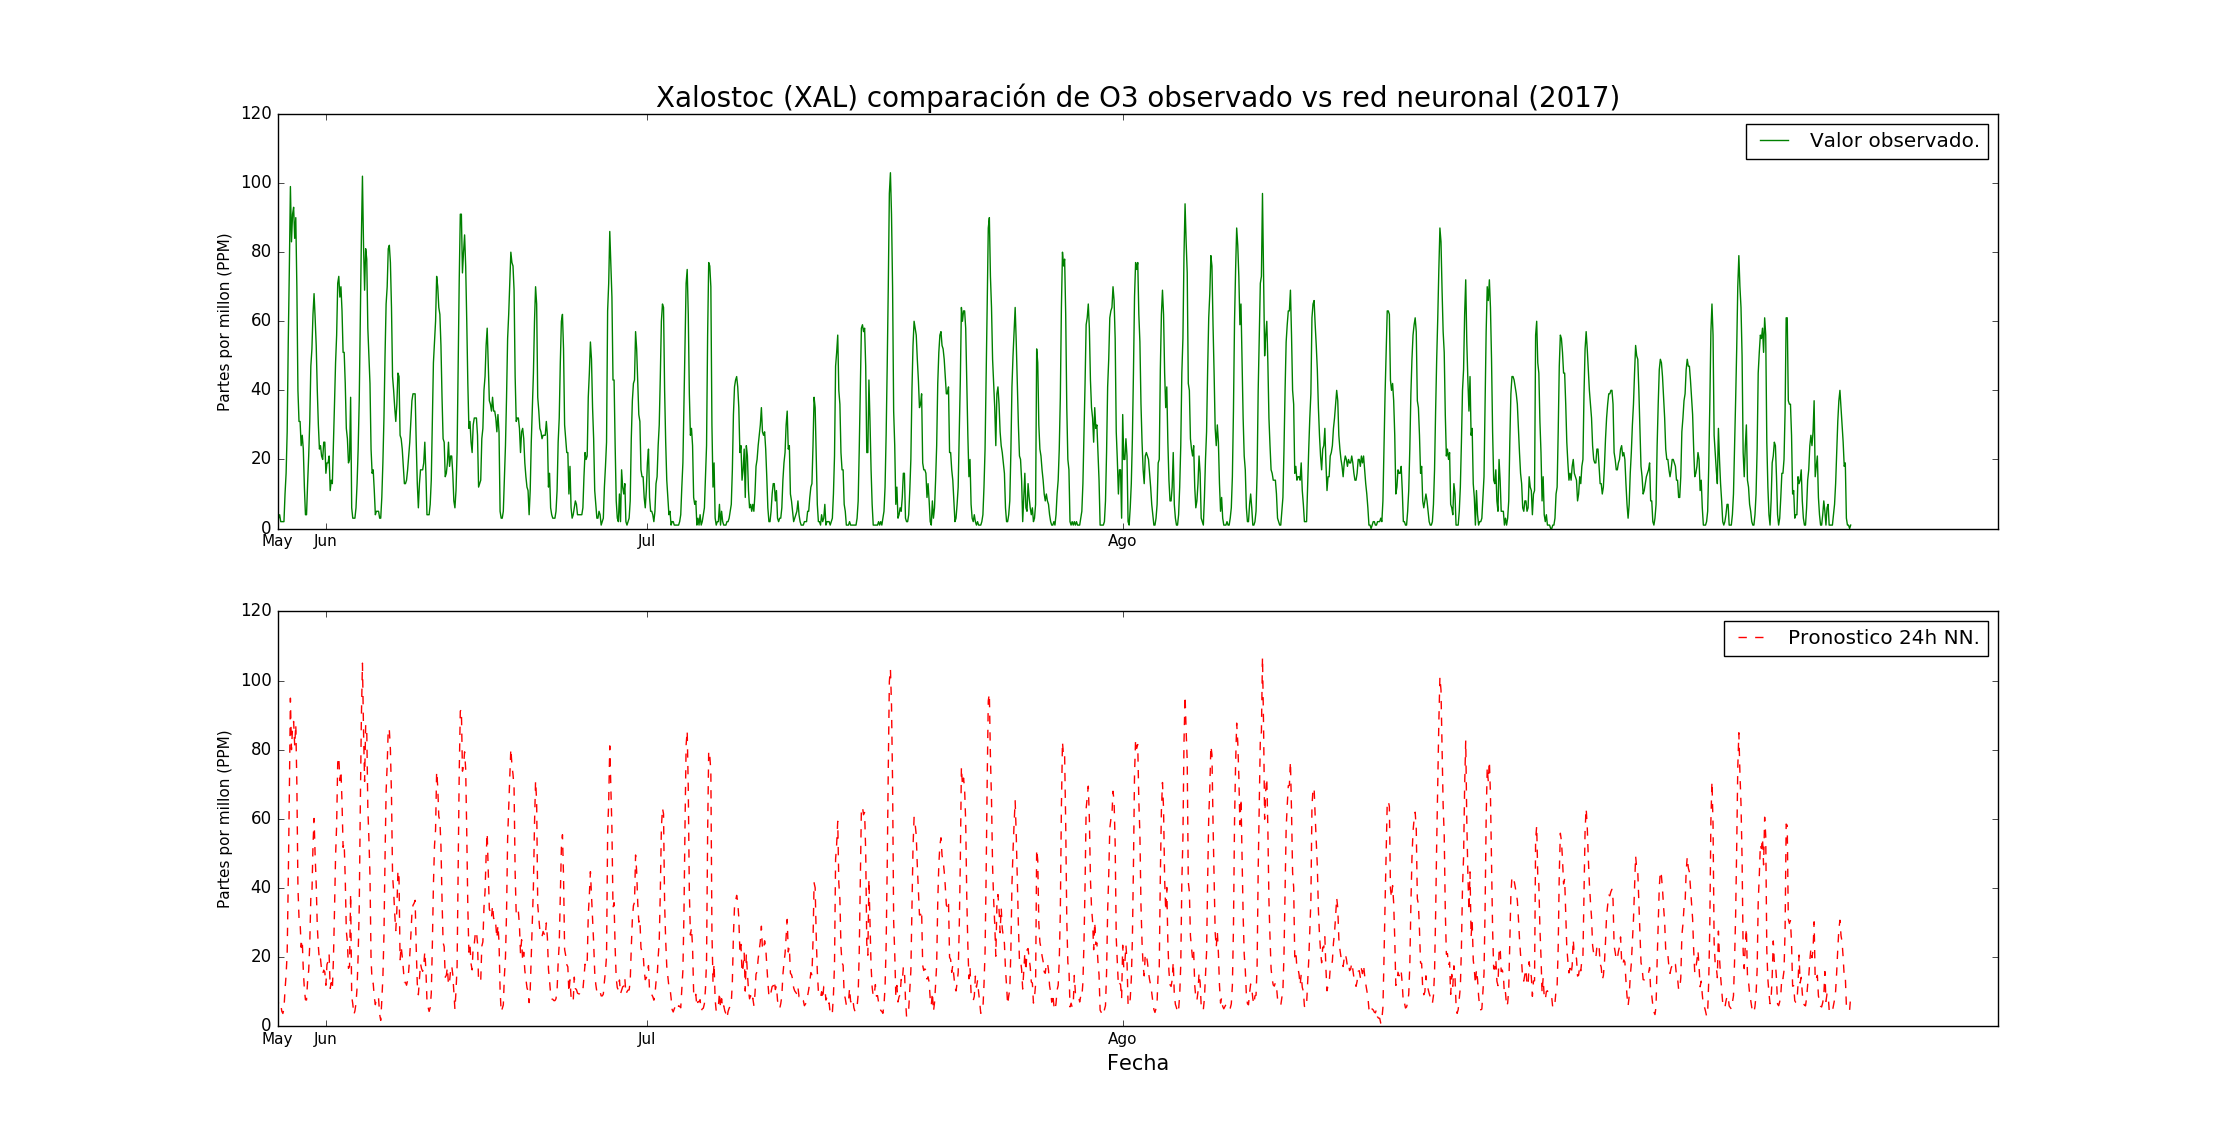 Xalostoc (XAL) comparación de O3 observado vs red neuronal (2017)
120
100
80
60
40
20
0
Partes por millon (PPM)
Valor observado.
May Jun Jul Ago
120
100
80
60
40
20
0
Partes por millon (PPM)
Pronostico 24h NN.
May Jun Jul Ago
Fecha